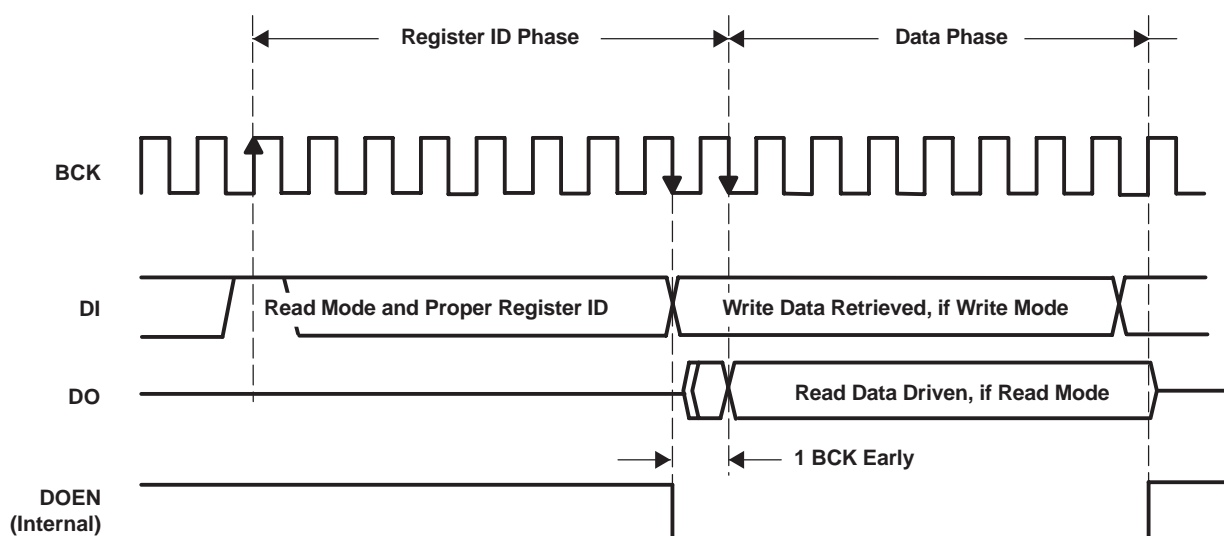 Register ID Phase
Data Phase
BCK
DI
Read Mode and Proper Register ID
Write Data Retrieved, if Write Mode
DO
Read Data Driven, if Read Mode
1 BCK Early
DOEN
(Internal)